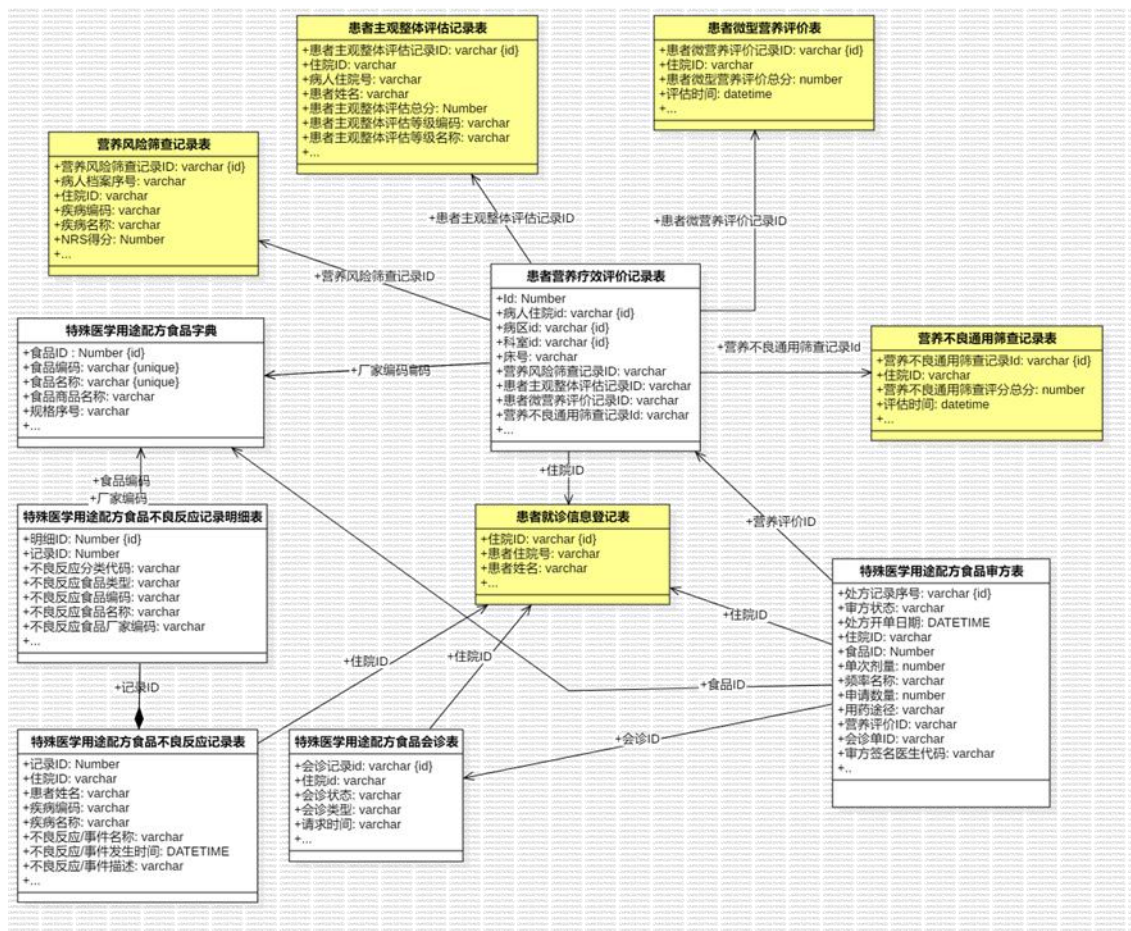 患者主观整体评估记录表
+患者主观整体评估记录ID: varchar {id}
+住院ID: varchar
+病人住院号: varchar
+患者姓名: varchar
+患者主观整体评估总分: Number
+患者主观整体评估等级编码: varchar
+患者主观整体评估等级名称: varchar
+...
患者微型营养评价表
+患者微营养评价记录ID: varchar {id}
+住院ID: varchar
+患者微型营养评价总分: number
+评估时间: datetime
+...
营养风险筛查记录表
+营养风险筛查记录ID: varchar {id}
+病人档案序号: varchar
+住院ID: varchar
+疾病编码: varchar
+疾病名称: varchar
+NRS得分: Number
+...
+患者主观整体评估记录ID
+患者微营养评价记录ID
+营养风险筛查记录ID
患者营养疗效评价记录表
+Id: Number
+病人住院id: varchar {id}
+病区id: varchar {id}
+科室id: varchar {id}
+床号: varchar
+营养风险筛查记录ID: varchar
+患者主观整体评估记录ID: varchar
+患者微营养评价记录ID: varchar
+营养不良通用筛查记录Id: varchar
+...
特殊医学用途配方食品字典
+食品ID : Number {id}
+食品编码: varchar {unique}
+食品名称: varchar {unique}
+食品商品名称: varchar
+规格序号: varchar
+...
+厂家编码
+营养不良通用筛查记录Id
营养不良通用筛查记录表
+营养不良通用筛查记录Id: varchar {id}
+住院ID: varchar
+营养不良通用筛查评分总分: number
+评估时间: datetime
+...
+食品编码
+厂家编码
+住院ID
特殊医学用途配方食品不良反应记录明细表
+明细ID: Number {id}
+记录ID: Number
+不良反应分类代码: varchar
+不良反应食品类型: varchar
+不良反应食品编码: varchar
+不良反应食品名称: varchar
+不良反应食品厂家编码: varchar
+...
患者就诊信息登记表
+住院ID: varchar {id}
+患者住院号: varchar
+患者姓名: varchar
+...
+营养评价ID
特殊医学用途配方食品审方表
+处方记录序号: varchar {id}
+审方状态: varchar
+处方开单日期: DATETIME
+住院ID: varchar
+食品ID: Number
+单次剂量: number
+频率名称: varchar
+申请数量: number
+用药途径: varchar
+营养评价ID: varchar
+会诊单ID: varchar
+审方签名医生代码: varchar
+..
+住院ID
+住院ID
+住院ID
+食品ID
+记录ID
+会诊ID
特殊医学用途配方食品不良反应记录表
+记录ID: Number
+住院ID: varchar
+患者姓名: varchar
+疾病编码: varchar
+疾病名称: varchar
+不良反应/事件名称: varchar
+不良反应/事件发生时间: DATETIME
+不良反应/事件描述: varchar
+...
特殊医学用途配方食品会诊表
+会诊记录id: varchar {id}
+住院id: varchar
+会诊状态: varchar
+会诊类型: varchar
+请求时间: varchar
+...